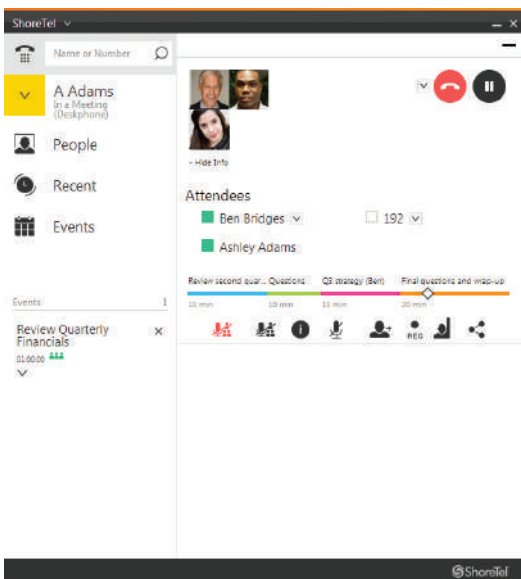 ShoreTel
Name or Number
A Adams
In a Meeting
(Deskphone)
People
Recent
Events
Events 1
Review Quarterly
Financials
01:00:00
- Hide Info
Attendees
Ben Bridges
192
Ashley Adams
Review second quar... Questions Q3 strategy (Ben) Final questions and wrap-up
10 min 11 min 20 min
REC
ShoreTel